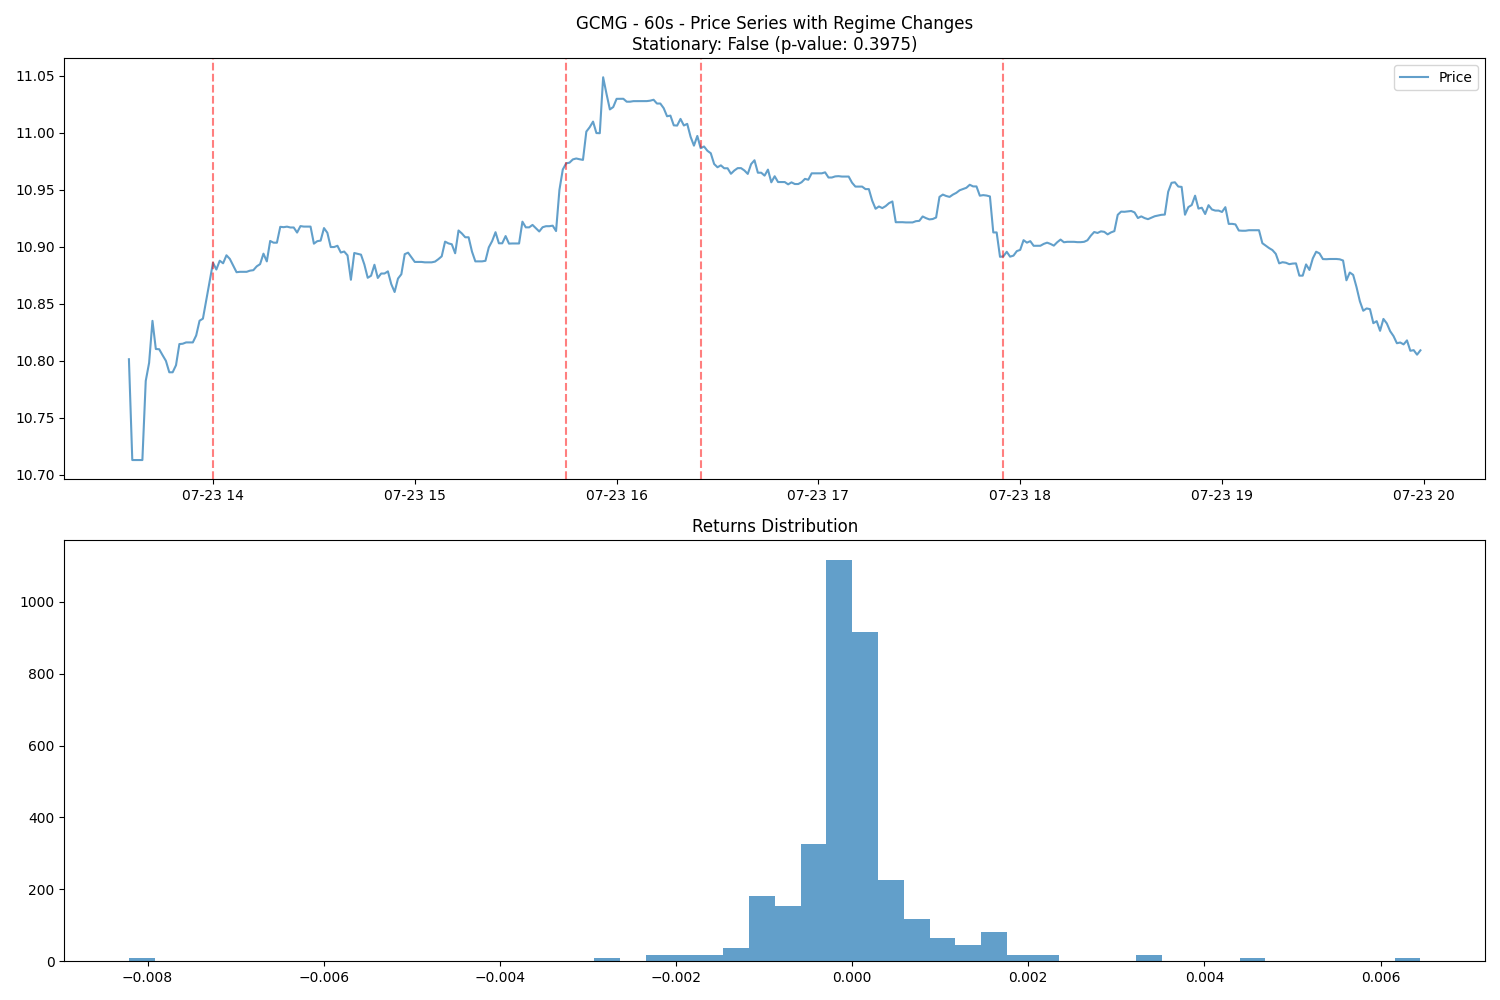 GCMG - 60s - Price Series with Regime Changes
Stationary: False (p-value: 0.3975)
Price
11.05
11.00
10.95
10.90
10.85
10.80
10.75
10.70
07-23 14 07-23 15 07-23 16 07-23 17 07-23 18 07-23 19 07-23 20
Returns Distribution
1000
800
600
400
200
0
−0.008 −0.006 −0.004 −0.002 0.000 0.002 0.004 0.006